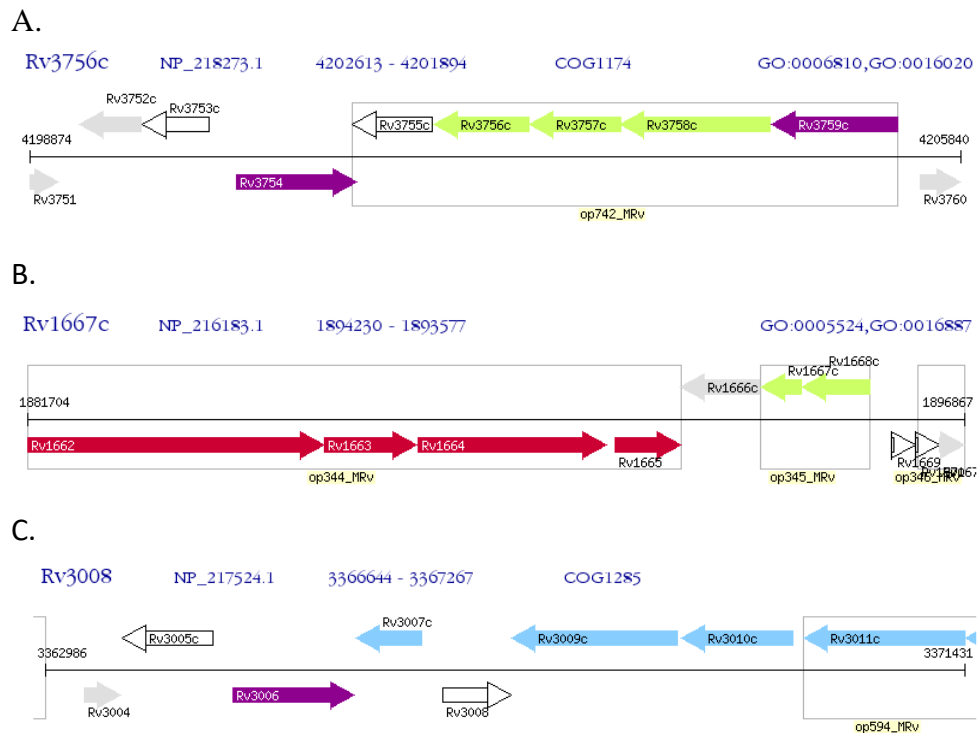 A.
Rv3756c NP_218273.1 4202613 - 4201894 COG1174 GO:0006810,GO:0016020
Rv3752c
Rv3753c
Rv3755c Rv3756c Rv3757c Rv3758c Rv3759c
4198874 4205840
Rv3751 Rv3754 Rv3760
op742_MRv
B.
Rv1667c NP_216183.1 1894230 - 1893577 GO:0005524,GO:0016887
Rv1668c
Rv1667c
Rv1666c
1881704 1896867
Rv1662 Rv1663 Rv1664
Rv1665 Rv1669
op344_MRv op345_MRv op346_MRv
C.
Rv3008 NP_217524.1 3366644 - 3367267 COG1285
Rv3007c
Rv3005c Rv3009c Rv3010c Rv3011c
3362986 3371431
Rv3004 Rv3006 Rv3008
op594_MRv